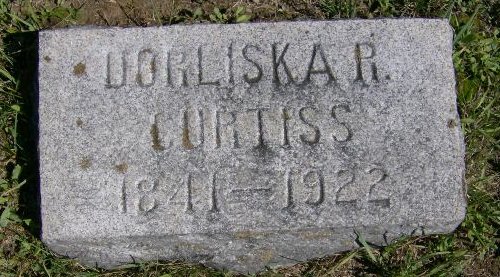 DORLISKA R.
CURTISS
1841-1922